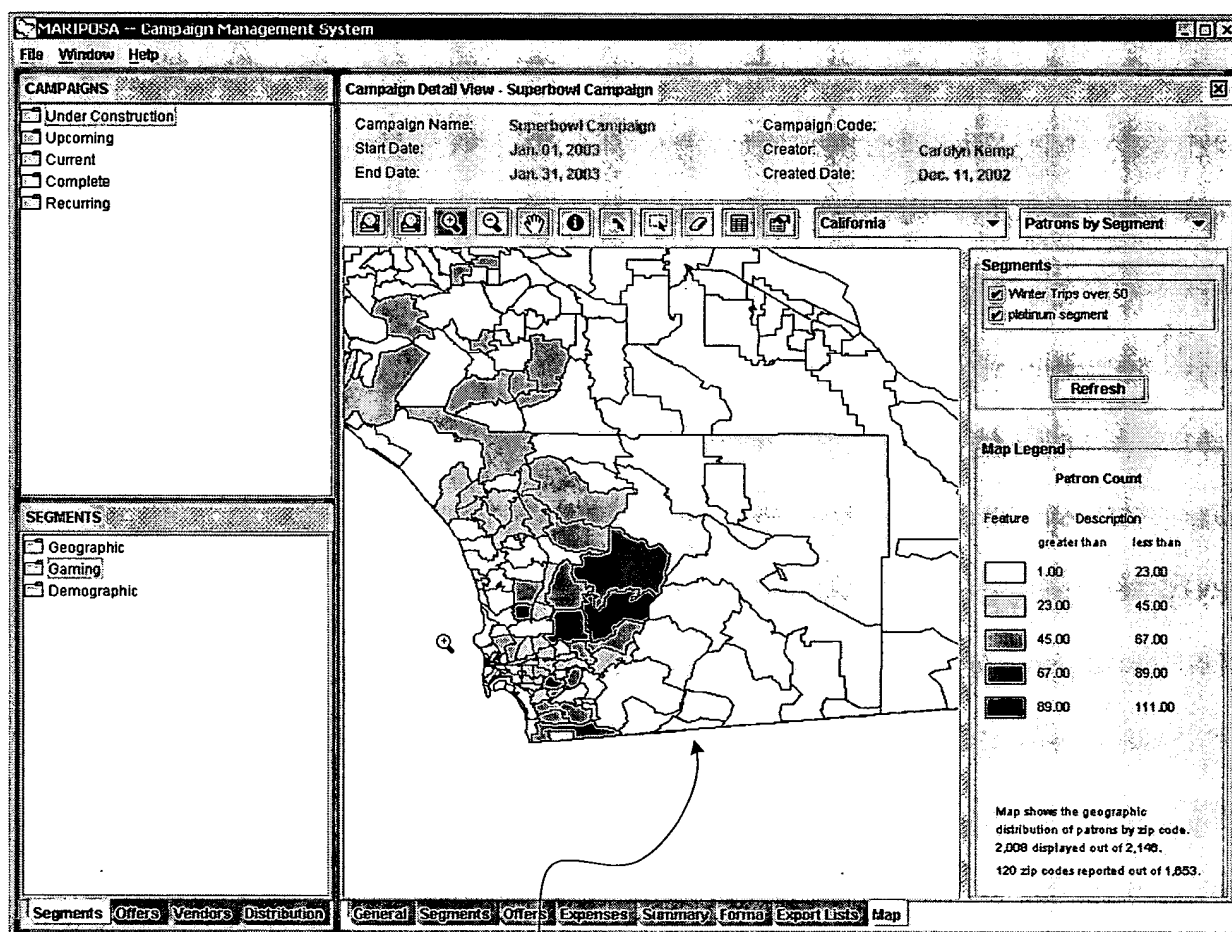 MARIPOSA -- Campaign Management System
File Window Help
CAMPAIGNS
Under Construction
Upcoming
Current
Complete
Recurring
SEGMENTS
Geographic
Gaming
Demographic
Segments Offers Vendors Distribution
Campaign Detail View - Superbowl Campaign
Campaign Name: Superbowl Campaign Campaign Code:
Start Date: Jan. 01, 2003 Creator: Carolyn Kemp
End Date: Jan. 31, 2003 Created Date: Dec. 11, 2002
California Patrons by Segment
Segments
Winter Trips over 50
platinum segment
Refresh
Map Legend
Patron Count
Feature Description
greater than less than
1.00 23.00
23.00 45.00
45.00 67.00
67.00 89.00
89.00 111.00
Map shows the geographic
distribution of patrons by zip code.
2,008 displayed out of 2,146.
120 zip codes reported out of 1,653.
General Segments Offers Expenses Summary Forma Export Lists Map